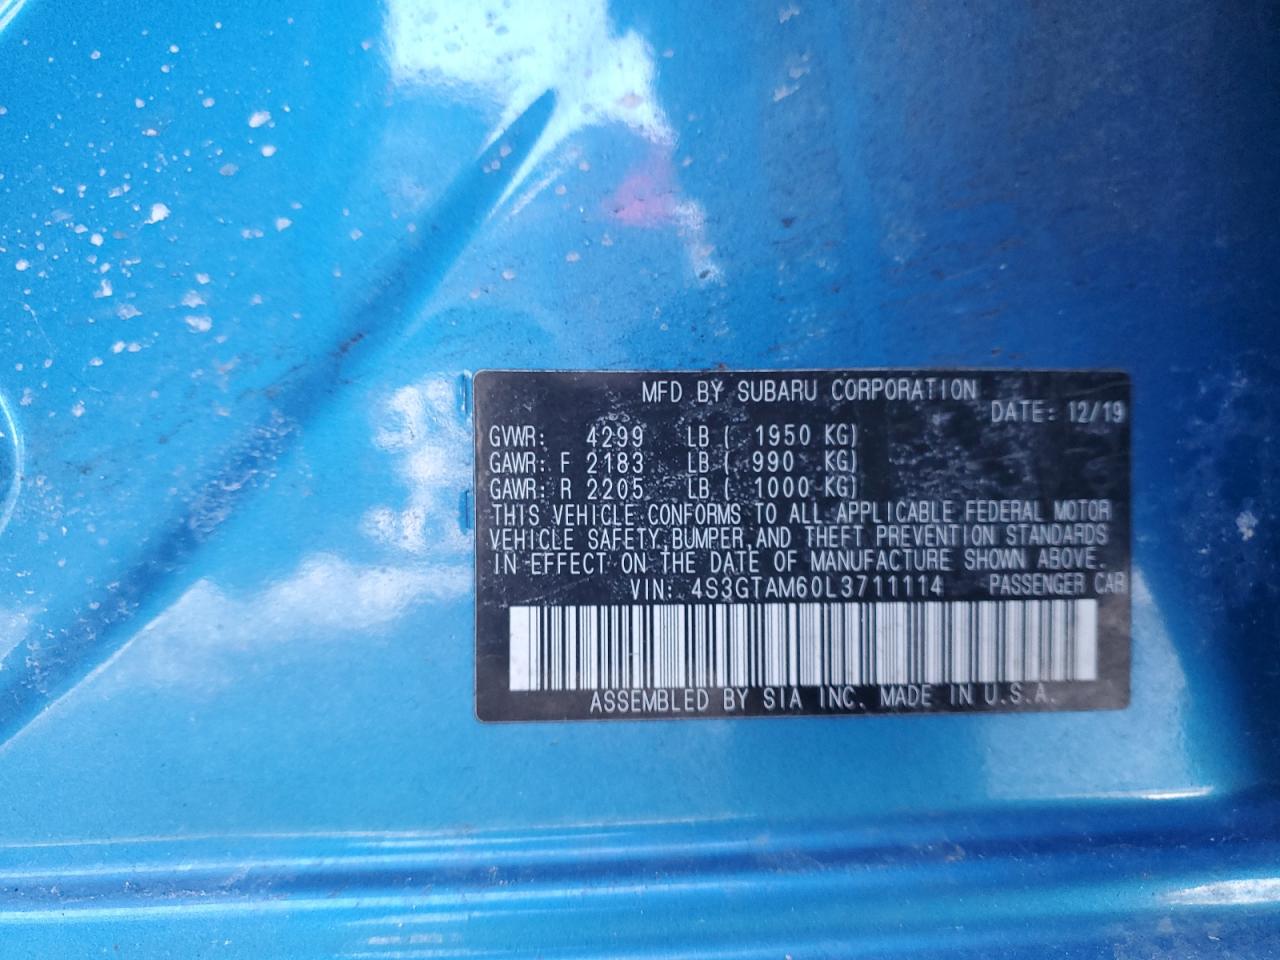 MFD BY SUBARU CORPORATION
DATE: 12/19
GVWR: 4299 LB ( 1950 KG)
GAWR: F 2183 LB ( 990 KG)
GAWR: R 2205 LB ( 1000 KG)
THIS VEHICLE CONFORMS TO ALL APPLICABLE FEDERAL MOTOR
VEHICLE SAFETY,BUMPER,AND THEFT PREVENTION STANDARDS
IN EFFECT ON THE DATE OF MANUFACTURE SHOWN ABOVE.
VIN: 4S3GTAM60L3711114 PASSENGER CAR
ASSEMBLED BY SIA INC. MADE IN U.S.A.